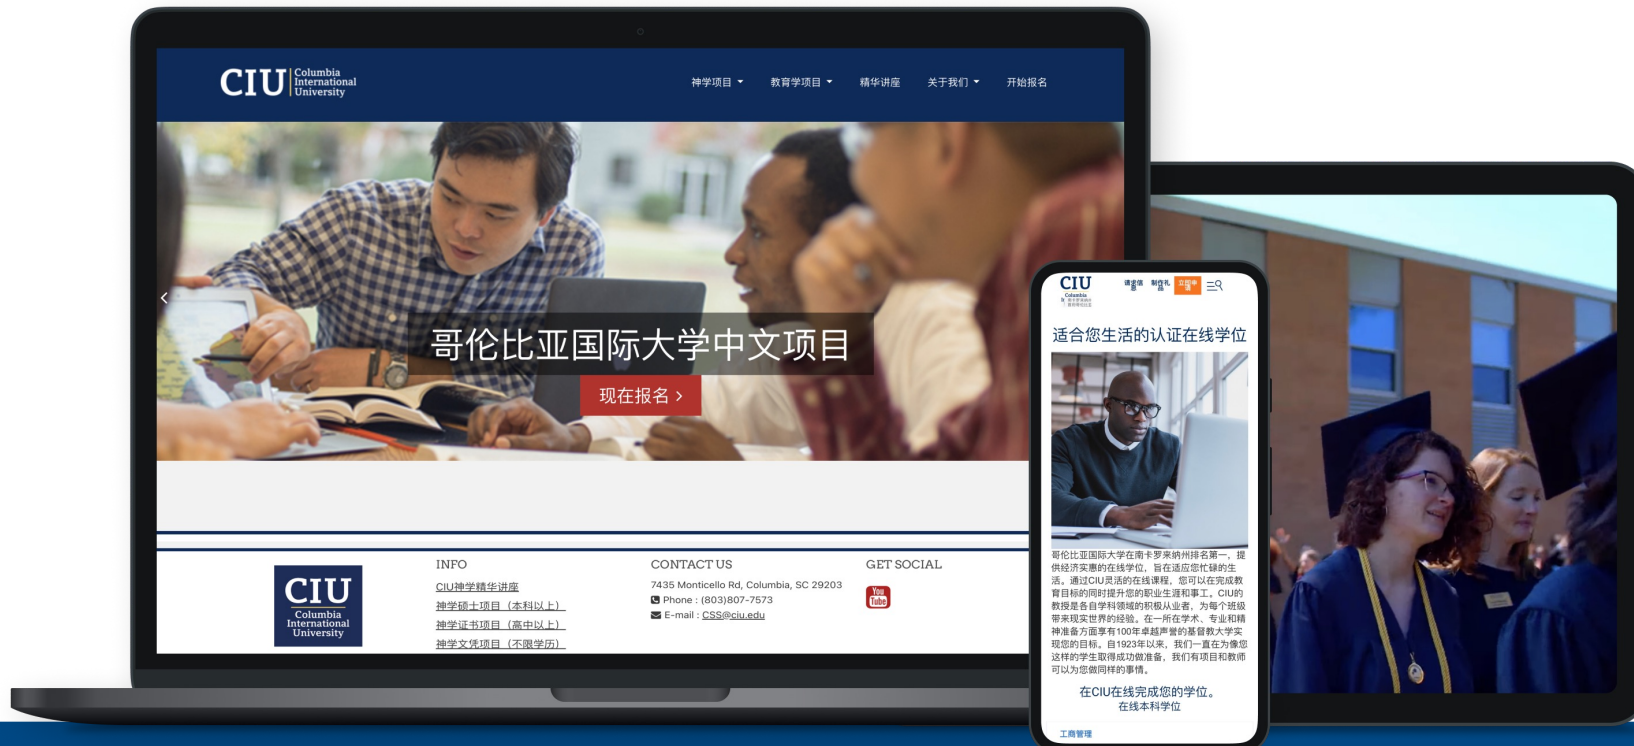 CIU
Columbia
International
University
神学项目
教育学项目
精华讲座
关于我们
开始报名
哥伦比亚国际大学中文项目
现在报名 >
CIU
Columbia
International
University
INFO
CIU神学精华讲座
神学硕士项目（本科以上）
神学证书项目（高中以上）
神学文凭项目（不限学历）
CONTACT US
7435 Monticello Rd, Columbia, SC 29203
Phone : (803)807-7573
E-mail : CSS@ciu.edu
GET SOCIAL
You
Tube
CIU
Columbia
请求信
息
制作礼
品
立即申
请
适合您生活的认证在线学位
哥伦比亚国际大学在南卡罗来纳州排名第一，提
供经济实惠的在线学位，旨在适应您忙碌的生
活。通过CIU灵活的在线课程，您可以在完成教
育目标的同时提升您的职业生涯和事工。CIU的
教授是各自学科领域的积极从业者，为每个班级
带来现实世界的经验。在一所在学术、专业和精
神准备方面享有100年卓越声誉的基督教大学实
现您的目标。自1923年以来，我们一直在为像您
这样的学生取得成功做准备，我们有项目和教师
可以为您做同样的事情。
在CIU在线完成您的学位。
在线本科学位
工商管理